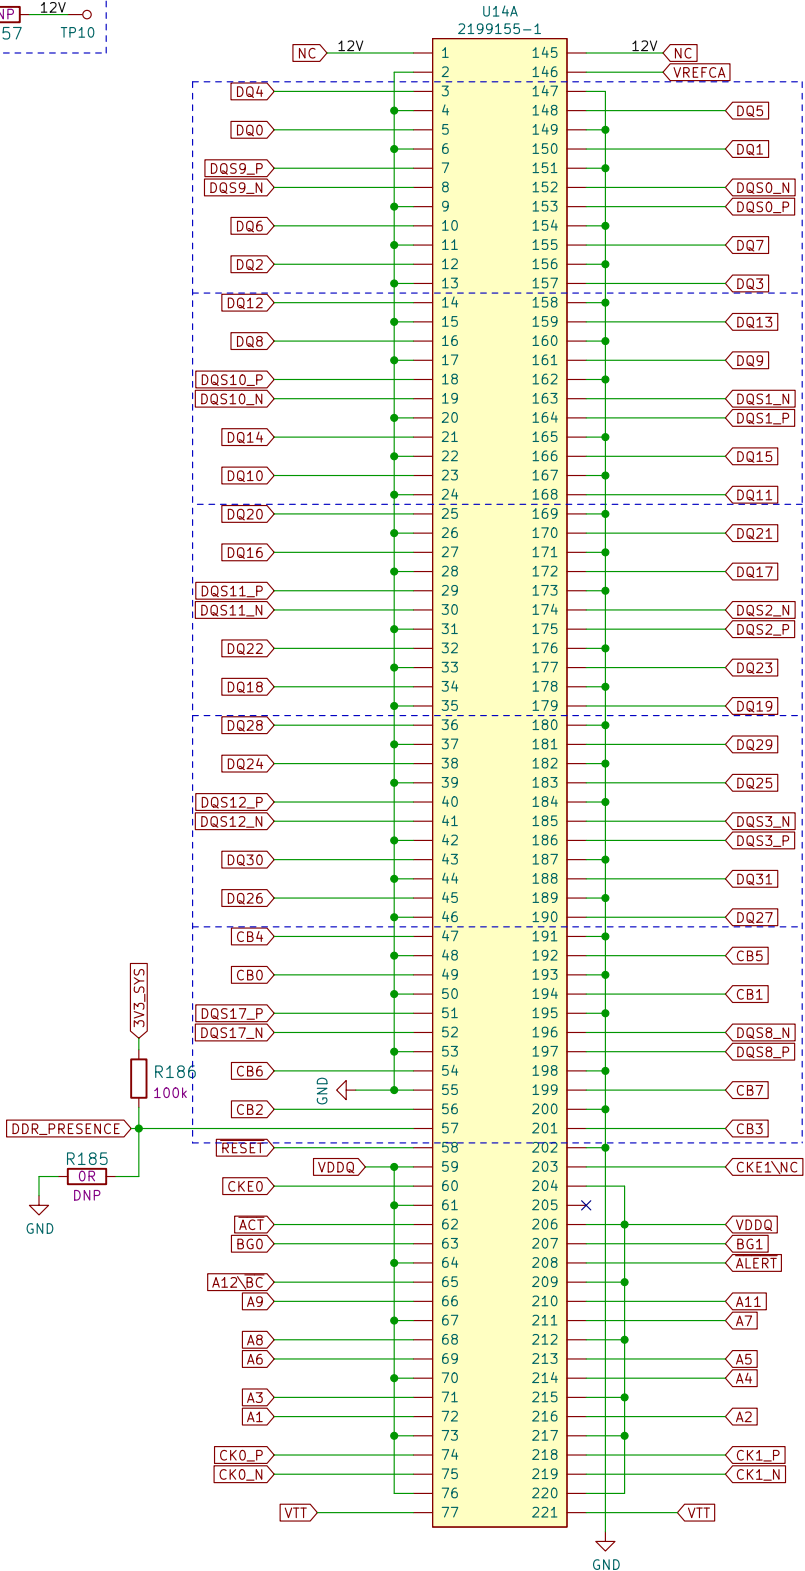 NP 12V
57 TP10
U14A
2199155-1
NC 12V 1 145 12V NC
2 146 VREFCA
DQ4 3 147
4 148 DQ5
DQ0 5 149
6 150 DQ1
DQS9_P 7 151
DQS9_N 8 152 DQS0_N
9 153 DQS0_P
DQ6 10 154
11 155 DQ7
DQ2 12 156
13 157 DQ3
DQ12 14 158
15 159 DQ13
DQ8 16 160
17 161 DQ9
DQS10_P 18 162
DQS10_N 19 163 DQS1_N
20 164 DQS1_P
DQ14 21 165
22 166 DQ15
DQ10 23 167
24 168 DQ11
DQ20 25 169
26 170 DQ21
DQ16 27 171
28 172 DQ17
DQS11_P 29 173
DQS11_N 30 174 DQS2_N
31 175 DQS2_P
DQ22 32 176
33 177 DQ23
DQ18 34 178
35 179 DQ19
DQ28 36 180
37 181 DQ29
DQ24 38 182
39 183 DQ25
DQS12_P 40 184
DQS12_N 41 185 DQS3_N
42 186 DQS3_P
DQ30 43 187
44 188 DQ31
DQ26 45 189
46 190 DQ27
CB4 47 191
48 192 CB5
CB0 49 193
50 194 CB1
3V3_SYS
DQS17_P 51 195
DQS17_N 52 196 DQS8_N
53 197 DQS8_P
R186 CB6 54 198
100k GND 55 199 CB7
CB2 56 200
DDR_PRESENCE 57 201 CB3
RESET 58 202
R185 VDDQ 59 203 CKE1\NC
0R CKE0 60 204
DNP 61 205
GND ACT 62 206 VDDQ
BG0 63 207 BG1
64 208 ALERT
A12\BC 65 209
A9 66 210 A11
67 211 A7
A8 68 212
A6 69 213 A5
70 214 A4
A3 71 215
A1 72 216 A2
73 217
CK0_P 74 218 CK1_P
CK0_N 75 219 CK1_N
76 220
VTT 77 221 VTT
GND